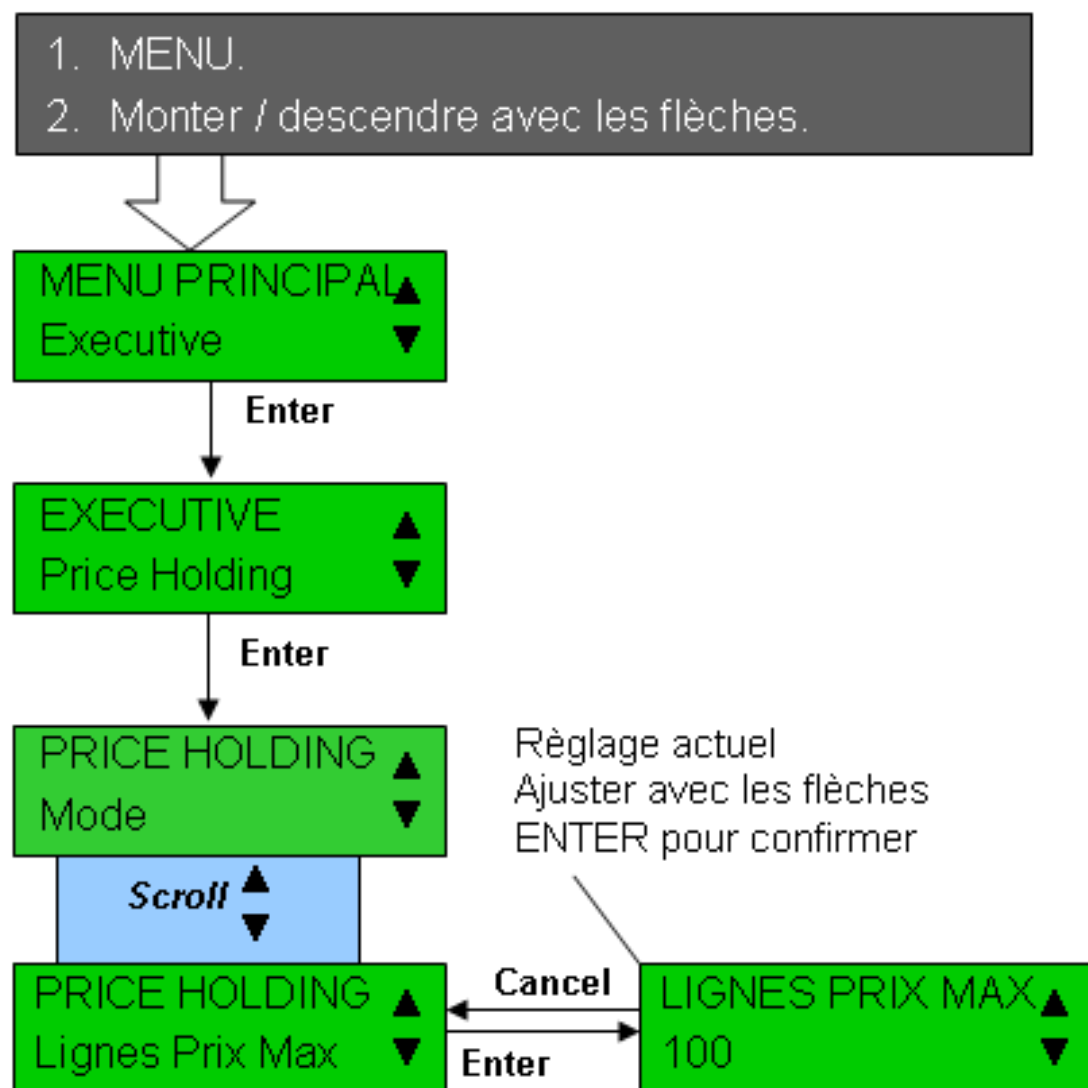 1. MENU.
2. Monter / descendre avec les flèches.
MENU PRINCIPAL
Executive
Enter
EXECUTIVE
Price Holding
Enter
PRICE HOLDING
Mode
Règlage actuel
Ajuster avec les flèches
ENTER pour confirmer
Scroll
PRICE HOLDING
Lignes Prix Max
Cancel
Enter
LIGNES PRIX MAX
100